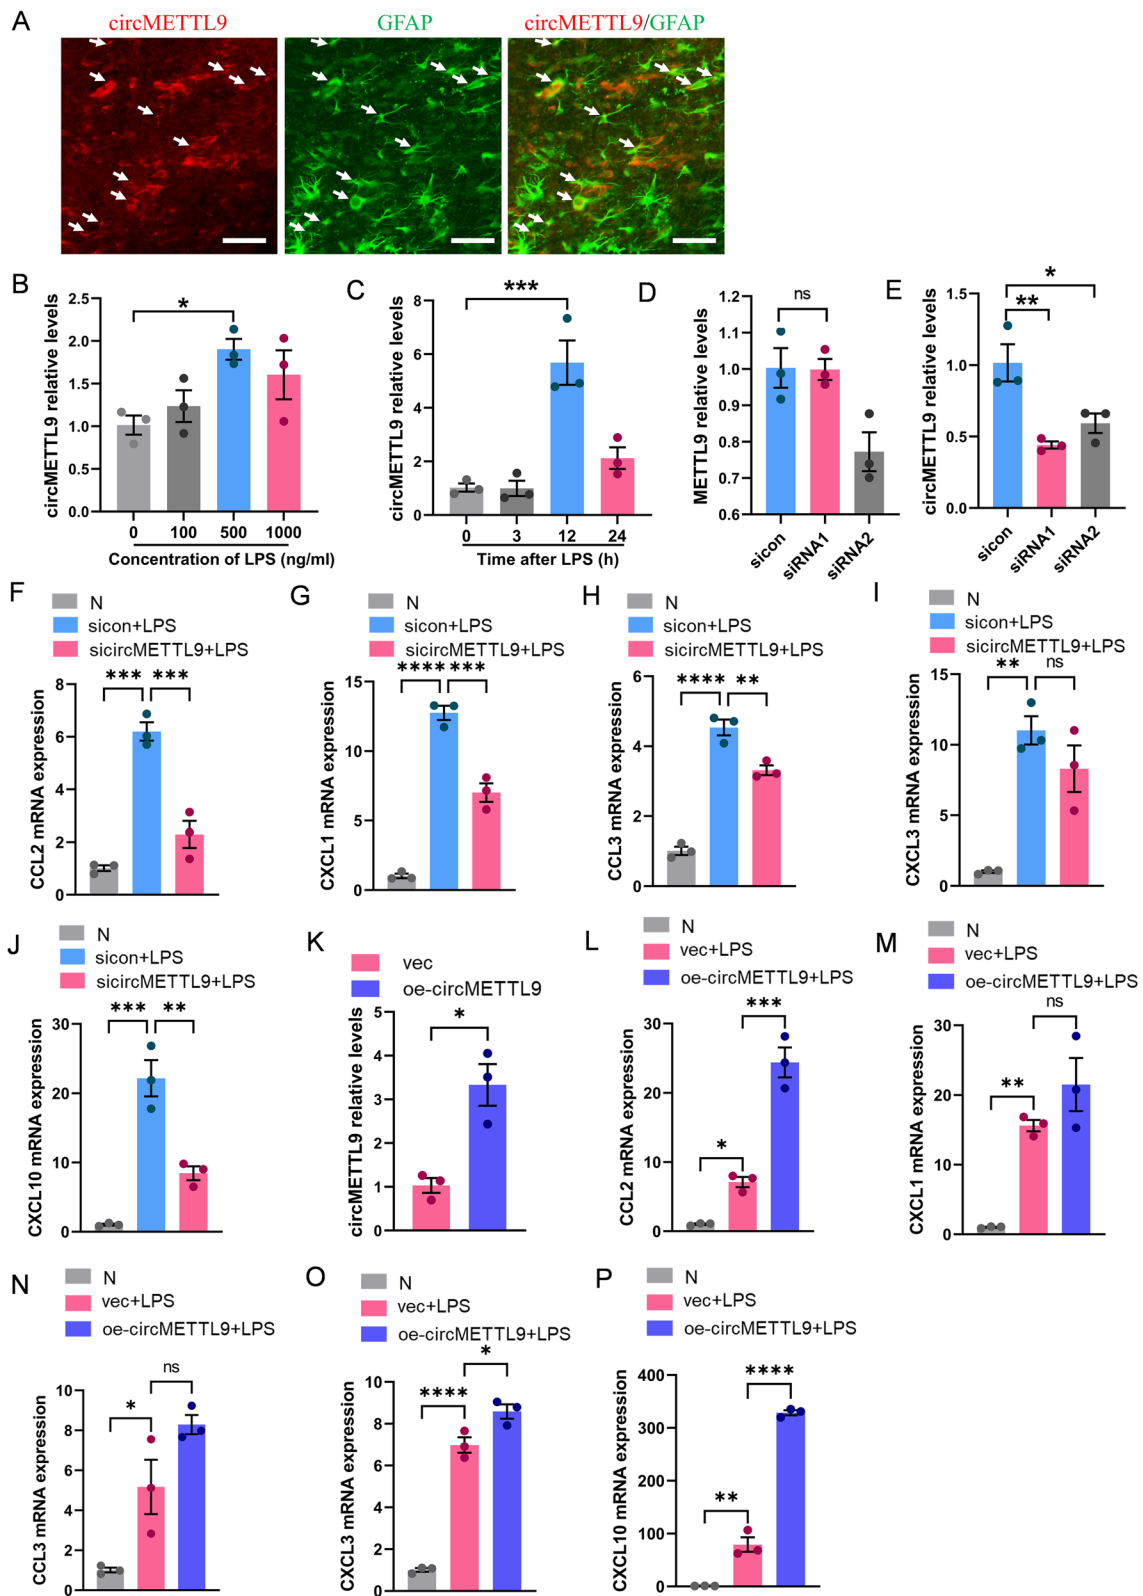 A
circMETTL9
GFAP
circMETTL9/GFAP
B
circMETTL9 relative levels
2.5
2.0
1.5
1.0
0.5
0.0
*
0
100
500
1000
Concentration of LPS (ng/ml)
C
circMETTL9 relative levels
8
6
4
2
0
***
0
3
12
24
Time after LPS (h)
D
METTL9 relative levels
1.2
1.1
1.0
0.9
0.8
0.7
0.6
ns
sicon
siRNA1
siRNA2
E
circMETTL9 relative levels
1.5
1.0
0.5
0.0
*
**
sicon
siRNA1
siRNA2
F
N
sicon+LPS
sicircMETTL9+LPS
CCL2 mRNA expression
8
6
4
2
0
***
***
G
N
sicon+LPS
sicircMETTL9+LPS
CXCL1 mRNA expression
15
10
5
0
****
***
H
N
sicon+LPS
sicircMETTL9+LPS
CCL3 mRNA expression
6
4
2
0
****
**
I
N
sicon+LPS
sicircMETTL9+LPS
CXCL3 mRNA expression
15
10
5
0
**
ns
J
N
sicon+LPS
sicircMETTL9+LPS
CXCL10 mRNA expression
30
20
10
0
***
**
K
vec
oe-circMETTL9
circMETTL9 relative levels
5
4
3
2
1
0
*
L
N
vec+LPS
oe-circMETTL9+LPS
CCL2 mRNA expression
30
20
10
0
*
***
M
N
vec+LPS
oe-circMETTL9+LPS
CXCL1 mRNA expression
30
20
10
0
**
ns
N
N
vec+LPS
oe-circMETTL9+LPS
CCL3 mRNA expression
10
8
6
4
2
0
*
ns
O
N
vec+LPS
oe-circMETTL9+LPS
CXCL3 mRNA expression
10
8
6
4
2
0
****
*
P
N
vec+LPS
oe-circMETTL9+LPS
CXCL10 mRNA expression
400
300
200
100
0
**
****